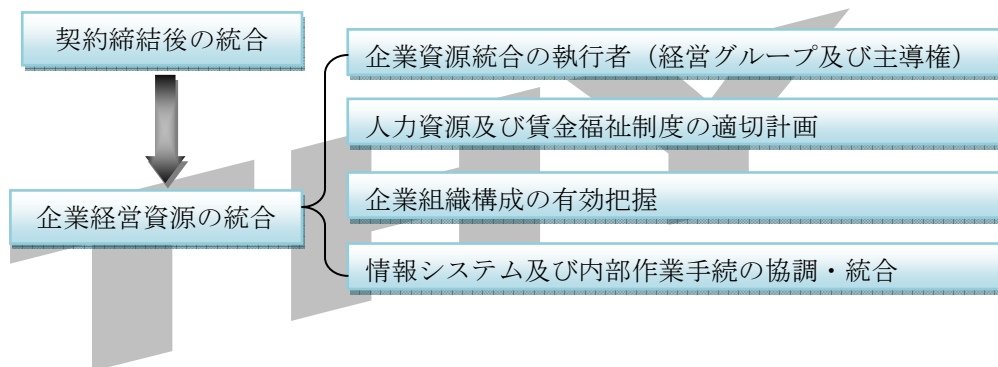 契約締結後の統合
企業経営資源の統合
企業資源統合の執行者（経営グループ及び主導権）
人力資源及び賃金福祉制度の適切計画
企業組織構成の有効把握
情報システム及び内部作業手続の協調・統合